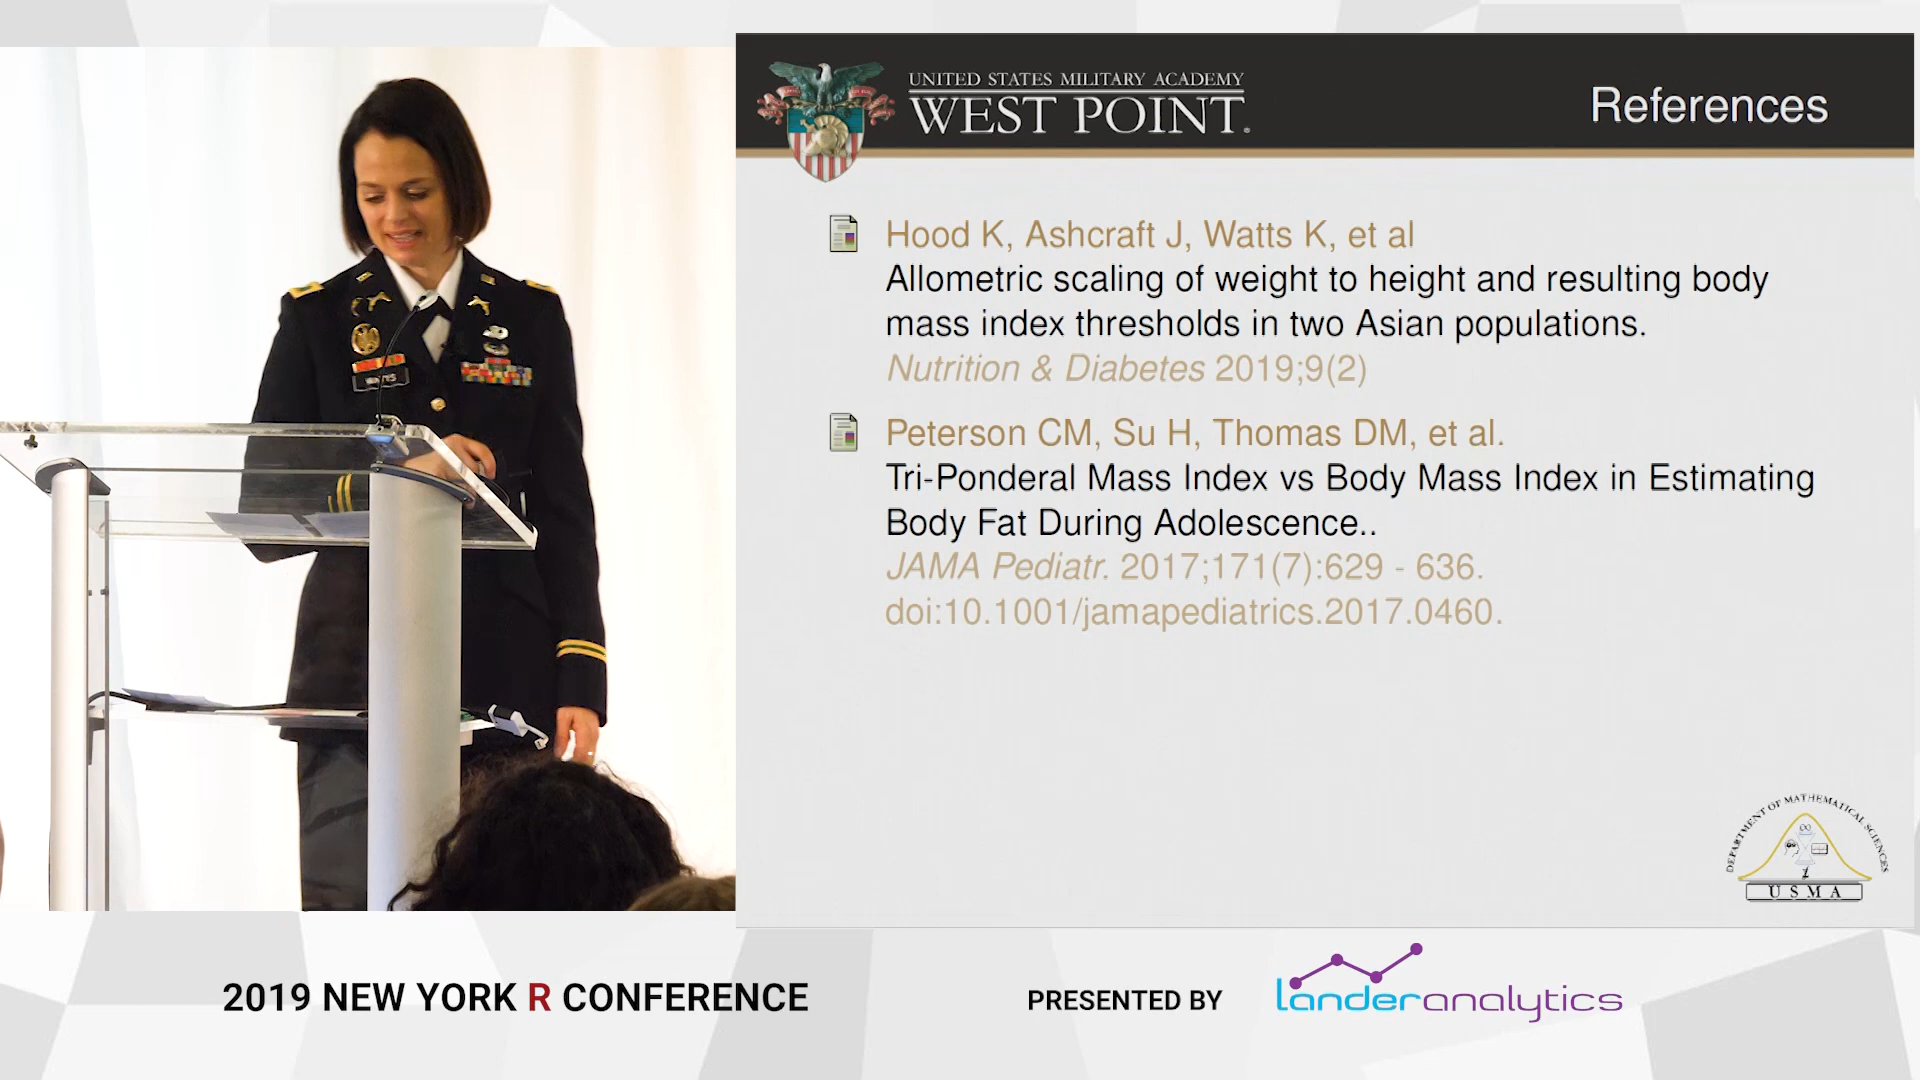 UNITED STATES MILITARY ACADEMY
WEST POINT.
References
Hood K, Ashcraft J, Watts K, et al
Allometric scaling of weight to height and resulting body
mass index thresholds in two Asian populations.
Nutrition & Diabetes 2019;9(2)
Peterson CM, Su H, Thomas DM, et al.
Tri-Ponderal Mass Index vs Body Mass Index in Estimating
Body Fat During Adolescence..
JAMA Pediatr. 2017;171(7):629 - 636.
doi:10.1001/jamapediatrics.2017.0460.
DEPARTMENT OF MATHEMATICAL SCIENCES
USMA
WATTS
2019 NEW YORK R CONFERENCE
PRESENTED BY
landeranalytics